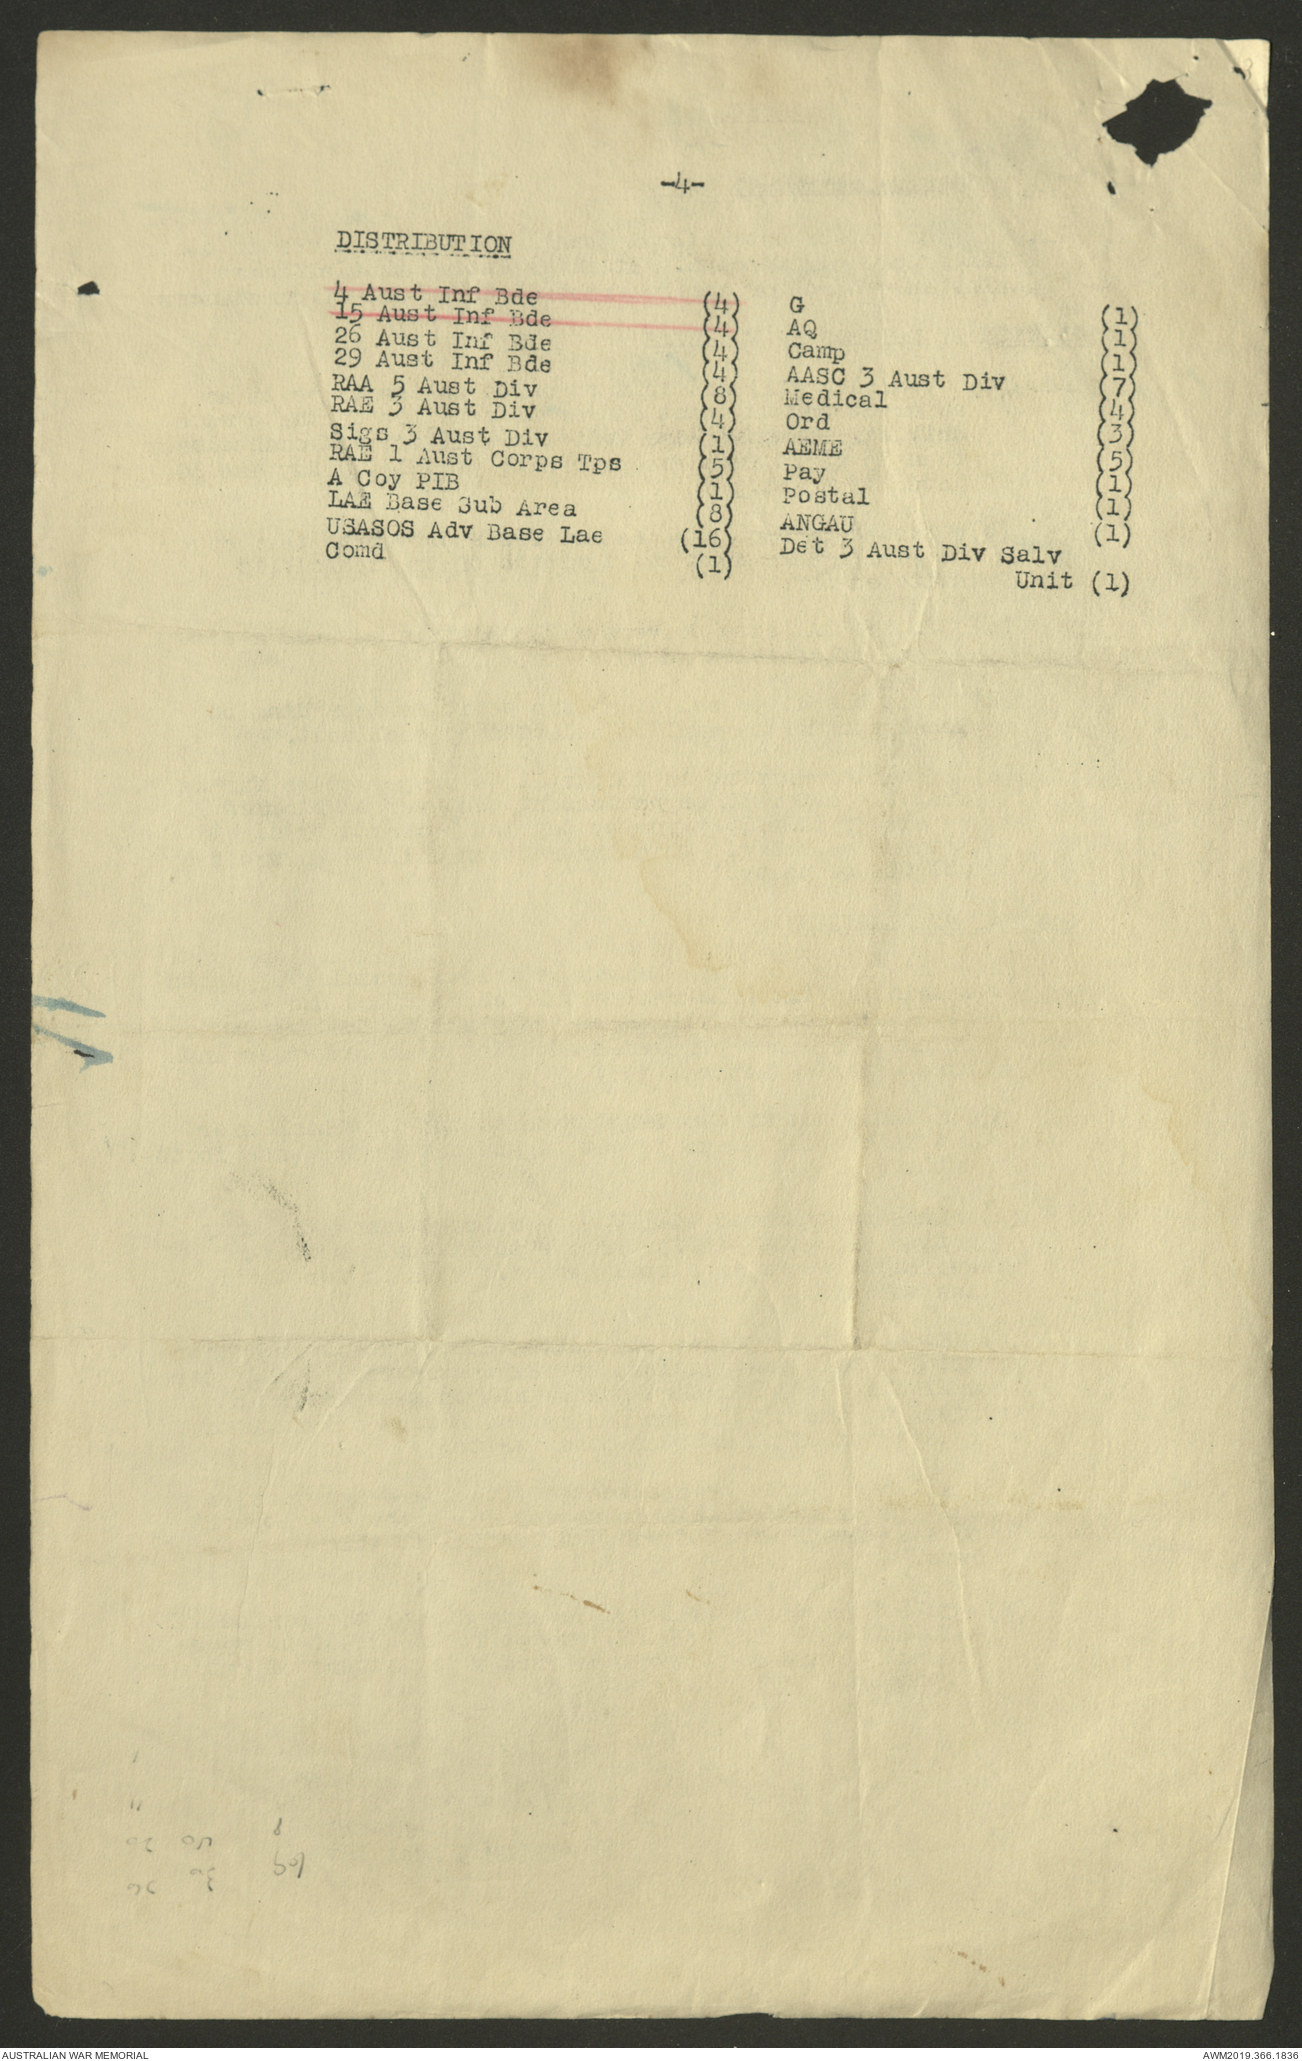 -4-
DISTRIBUTION
4 Aust Inf Bde (4)
15 Aust Inf Bde (4)
26 Aust Inf Bde (4)
29 Aust Inf Bde (4)
RAA 5 Aust Div (8)
RAE 3 Aust Div (4)
Sigs 3 Aust Div (1)
RAE 1 Aust Corps Tps (5)
A Coy PIB (1)
LAE Base Sub Area (8)
USASOS Adv Base Lae (16)
Comd (1)
G (1)
AQ (1)
Camp (1)
AASC 3 Aust Div (7)
Medical (4)
Ord (3)
AEME (5)
Pay (1)
Postal (1)
ANGAU (1)
Det 3 Aust Div Salv
Unit (1)
AUSTRALIAN WAR MEMORIAL
AWM2019.366.1836